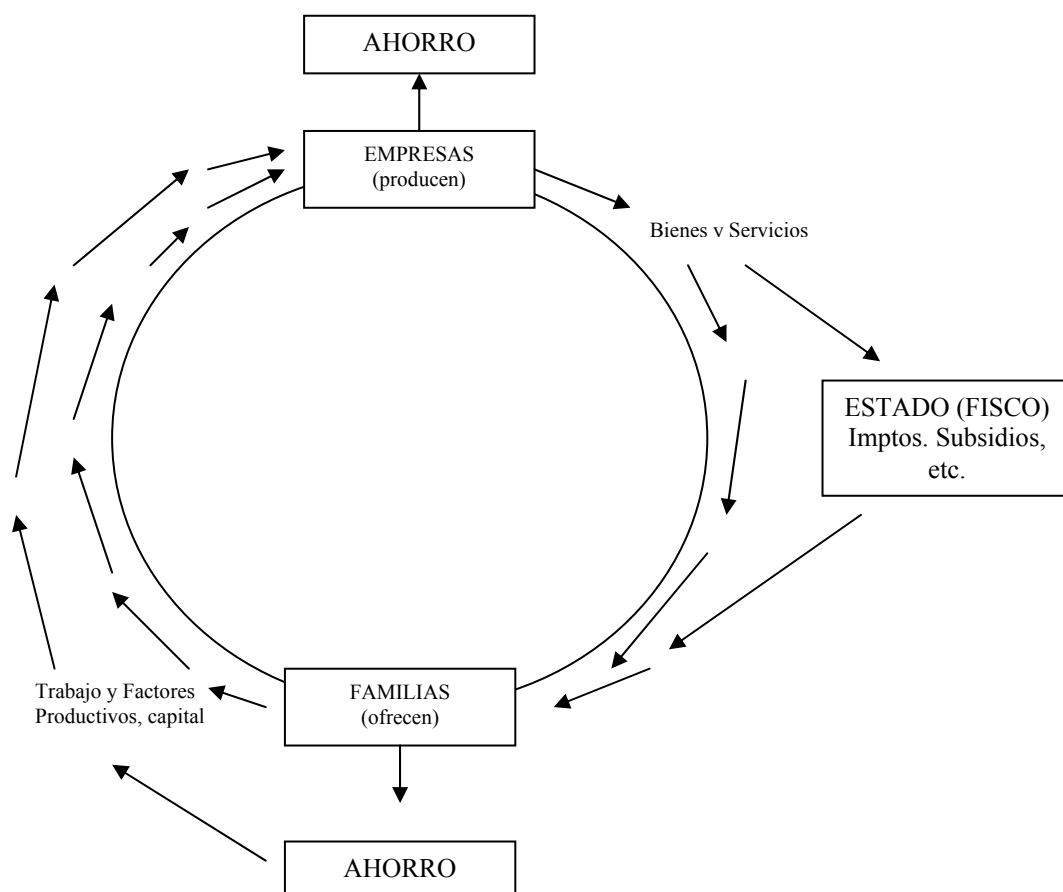 AHORRO
EMPRESAS
(producen)
Bienes v Servicios
ESTADO (FISCO)
Imptos. Subsidios,
etc.
Trabajo y Factores
Productivos, capital
FAMILIAS
(ofrecen)
AHORRO